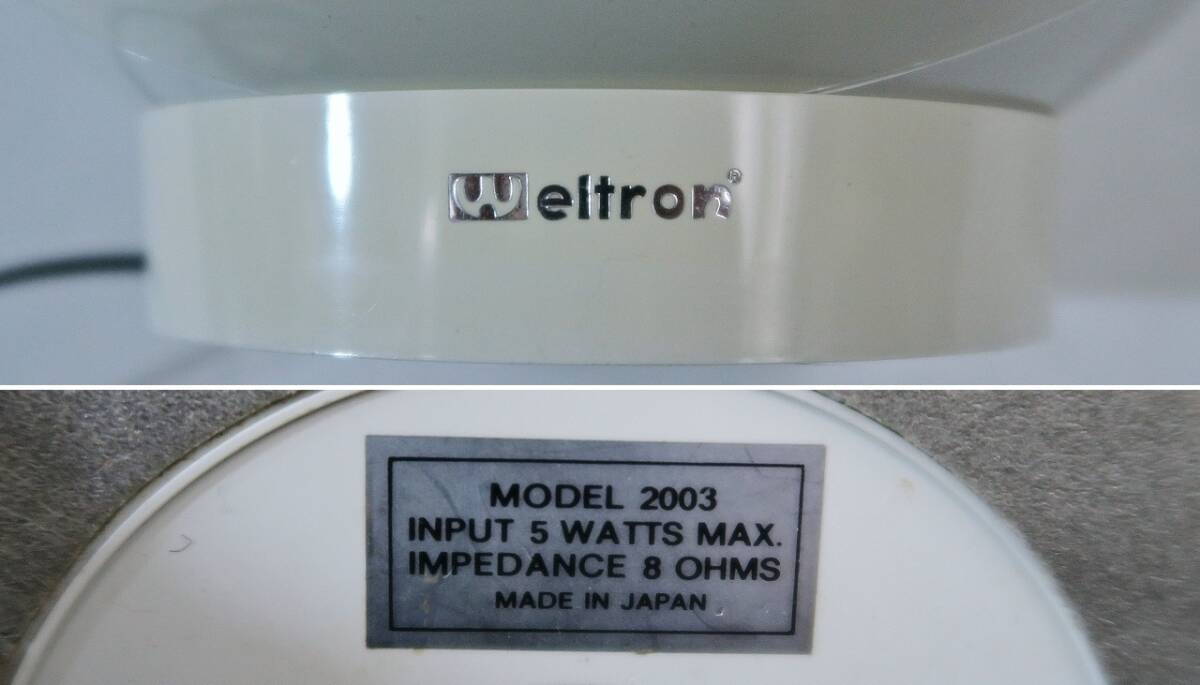 Weltron®
MODEL 2003
INPUT 5 WATTS MAX.
IMPEDANCE 8 OHMS
MADE IN JAPAN